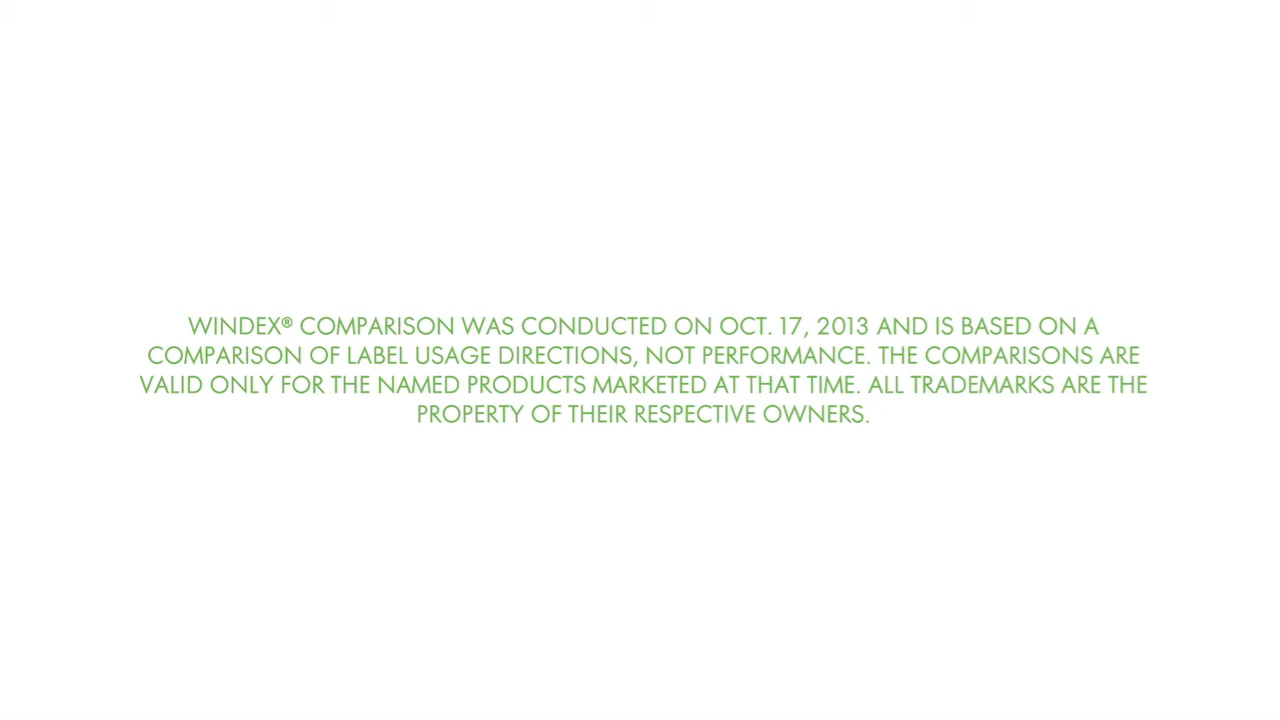 WINDEX® COMPARISON WAS CONDUCTED ON OCT. 17, 2013 AND IS BASED ON A
COMPARISON OF LABEL USAGE DIRECTIONS, NOT PERFORMANCE. THE COMPARISONS ARE
VALID ONLY FOR THE NAMED PRODUCTS MARKETED AT THAT TIME. ALL TRADEMARKS ARE THE
PROPERTY OF THEIR RESPECTIVE OWNERS.